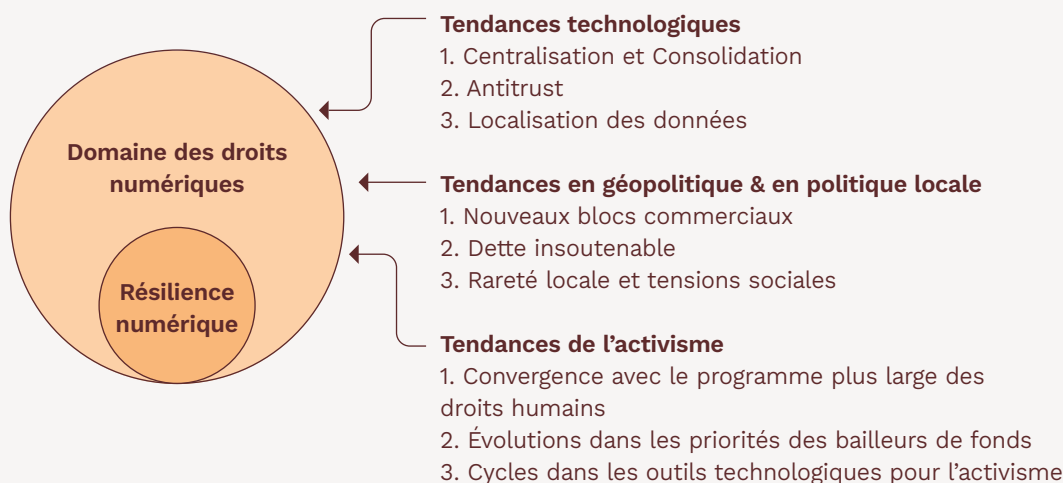 Domaine des droits
numériques
Résilience
numérique
Tendances technologiques
1. Centralisation et Consolidation
2. Antitrust
3. Localisation des données
Tendances en géopolitique & en politique locale
1. Nouveaux blocs commerciaux
2. Dette insoutenable
3. Rareté locale et tensions sociales
Tendances de l’activisme
1. Convergence avec le programme plus large des
droits humains
2. Évolutions dans les priorités des bailleurs de fonds
3. Cycles dans les outils technologiques pour l’activisme